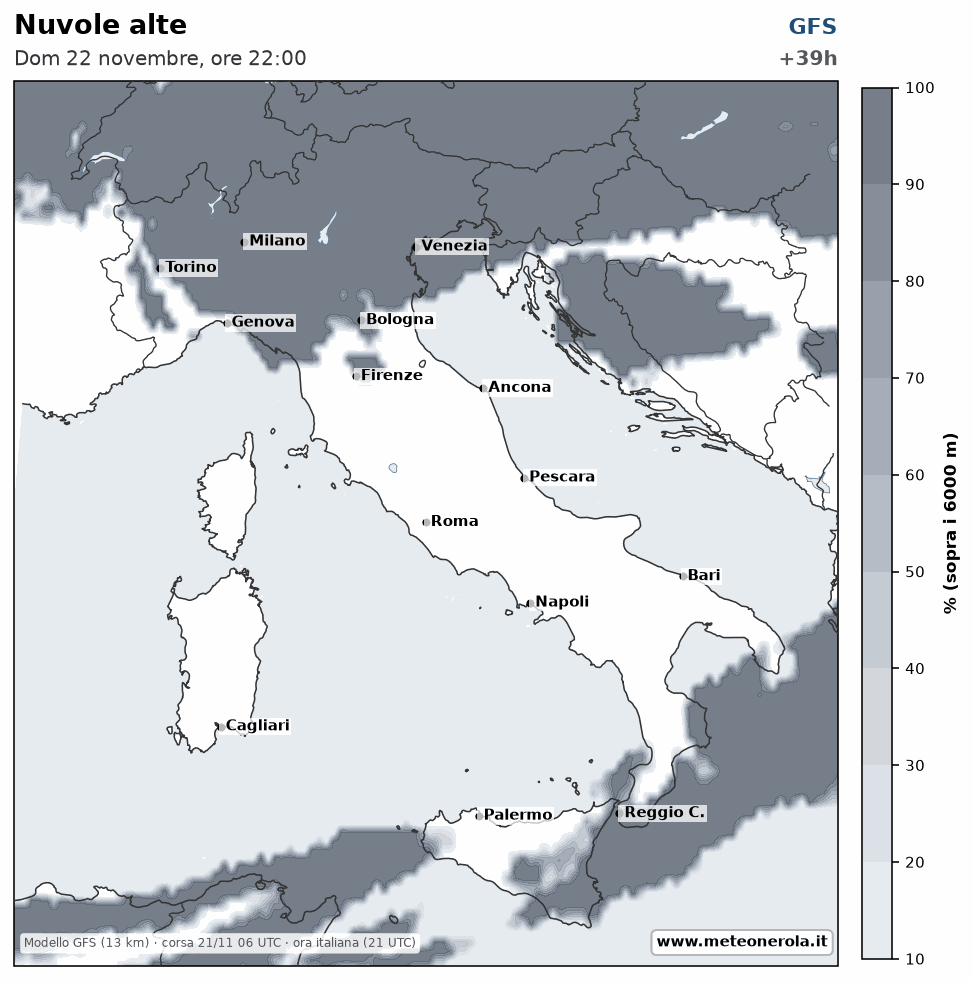 Nuvole alte
GFS
Dom 22 novembre, ore 22:00
+39h
100
90
80
70
60
50
40
30
20
10
% (sopra i 6000 m)
Milano
Venezia
Torino
Genova
Bologna
Firenze
Ancona
Pescara
Roma
Bari
Napoli
Cagliari
Palermo
Reggio C.
Modello GFS (13 km) · corsa 21/11 06 UTC · ora italiana (21 UTC)
www.meteonerola.it